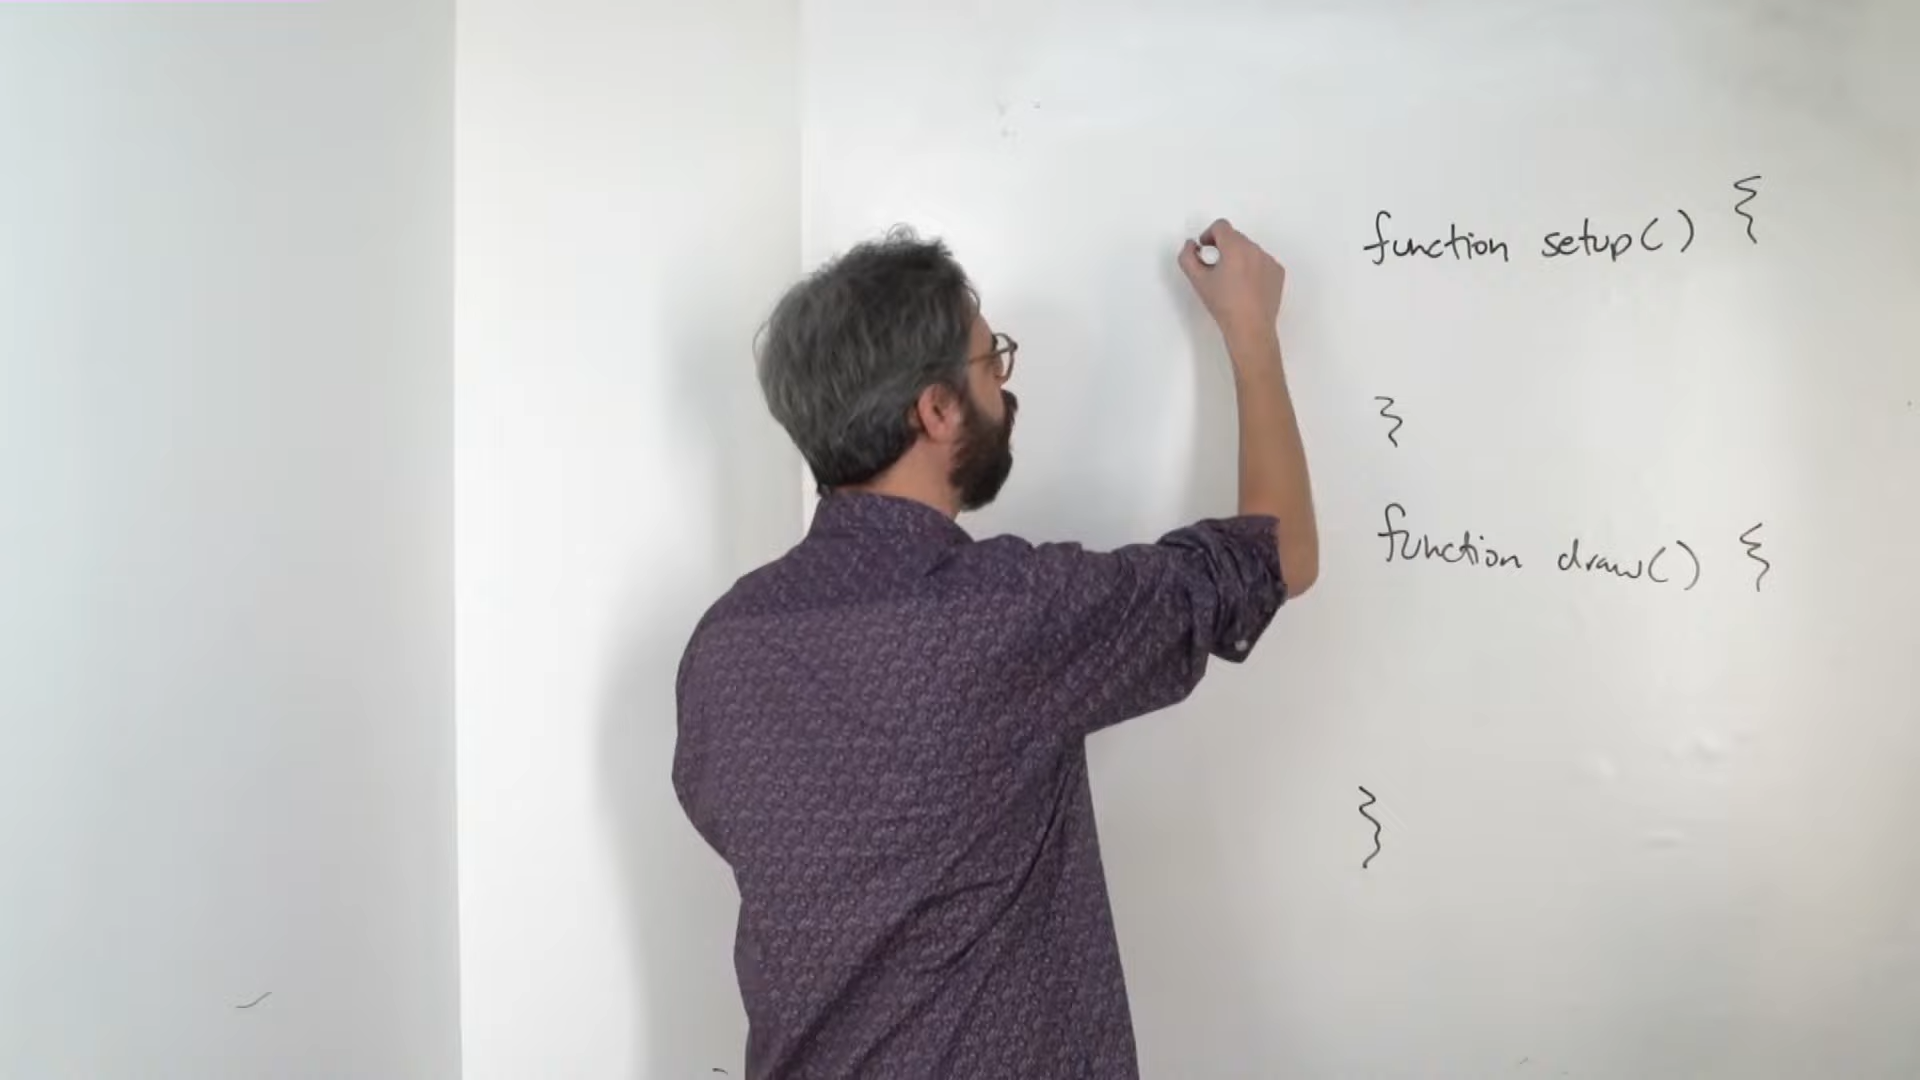 function setup() {
}
function draw() {
}